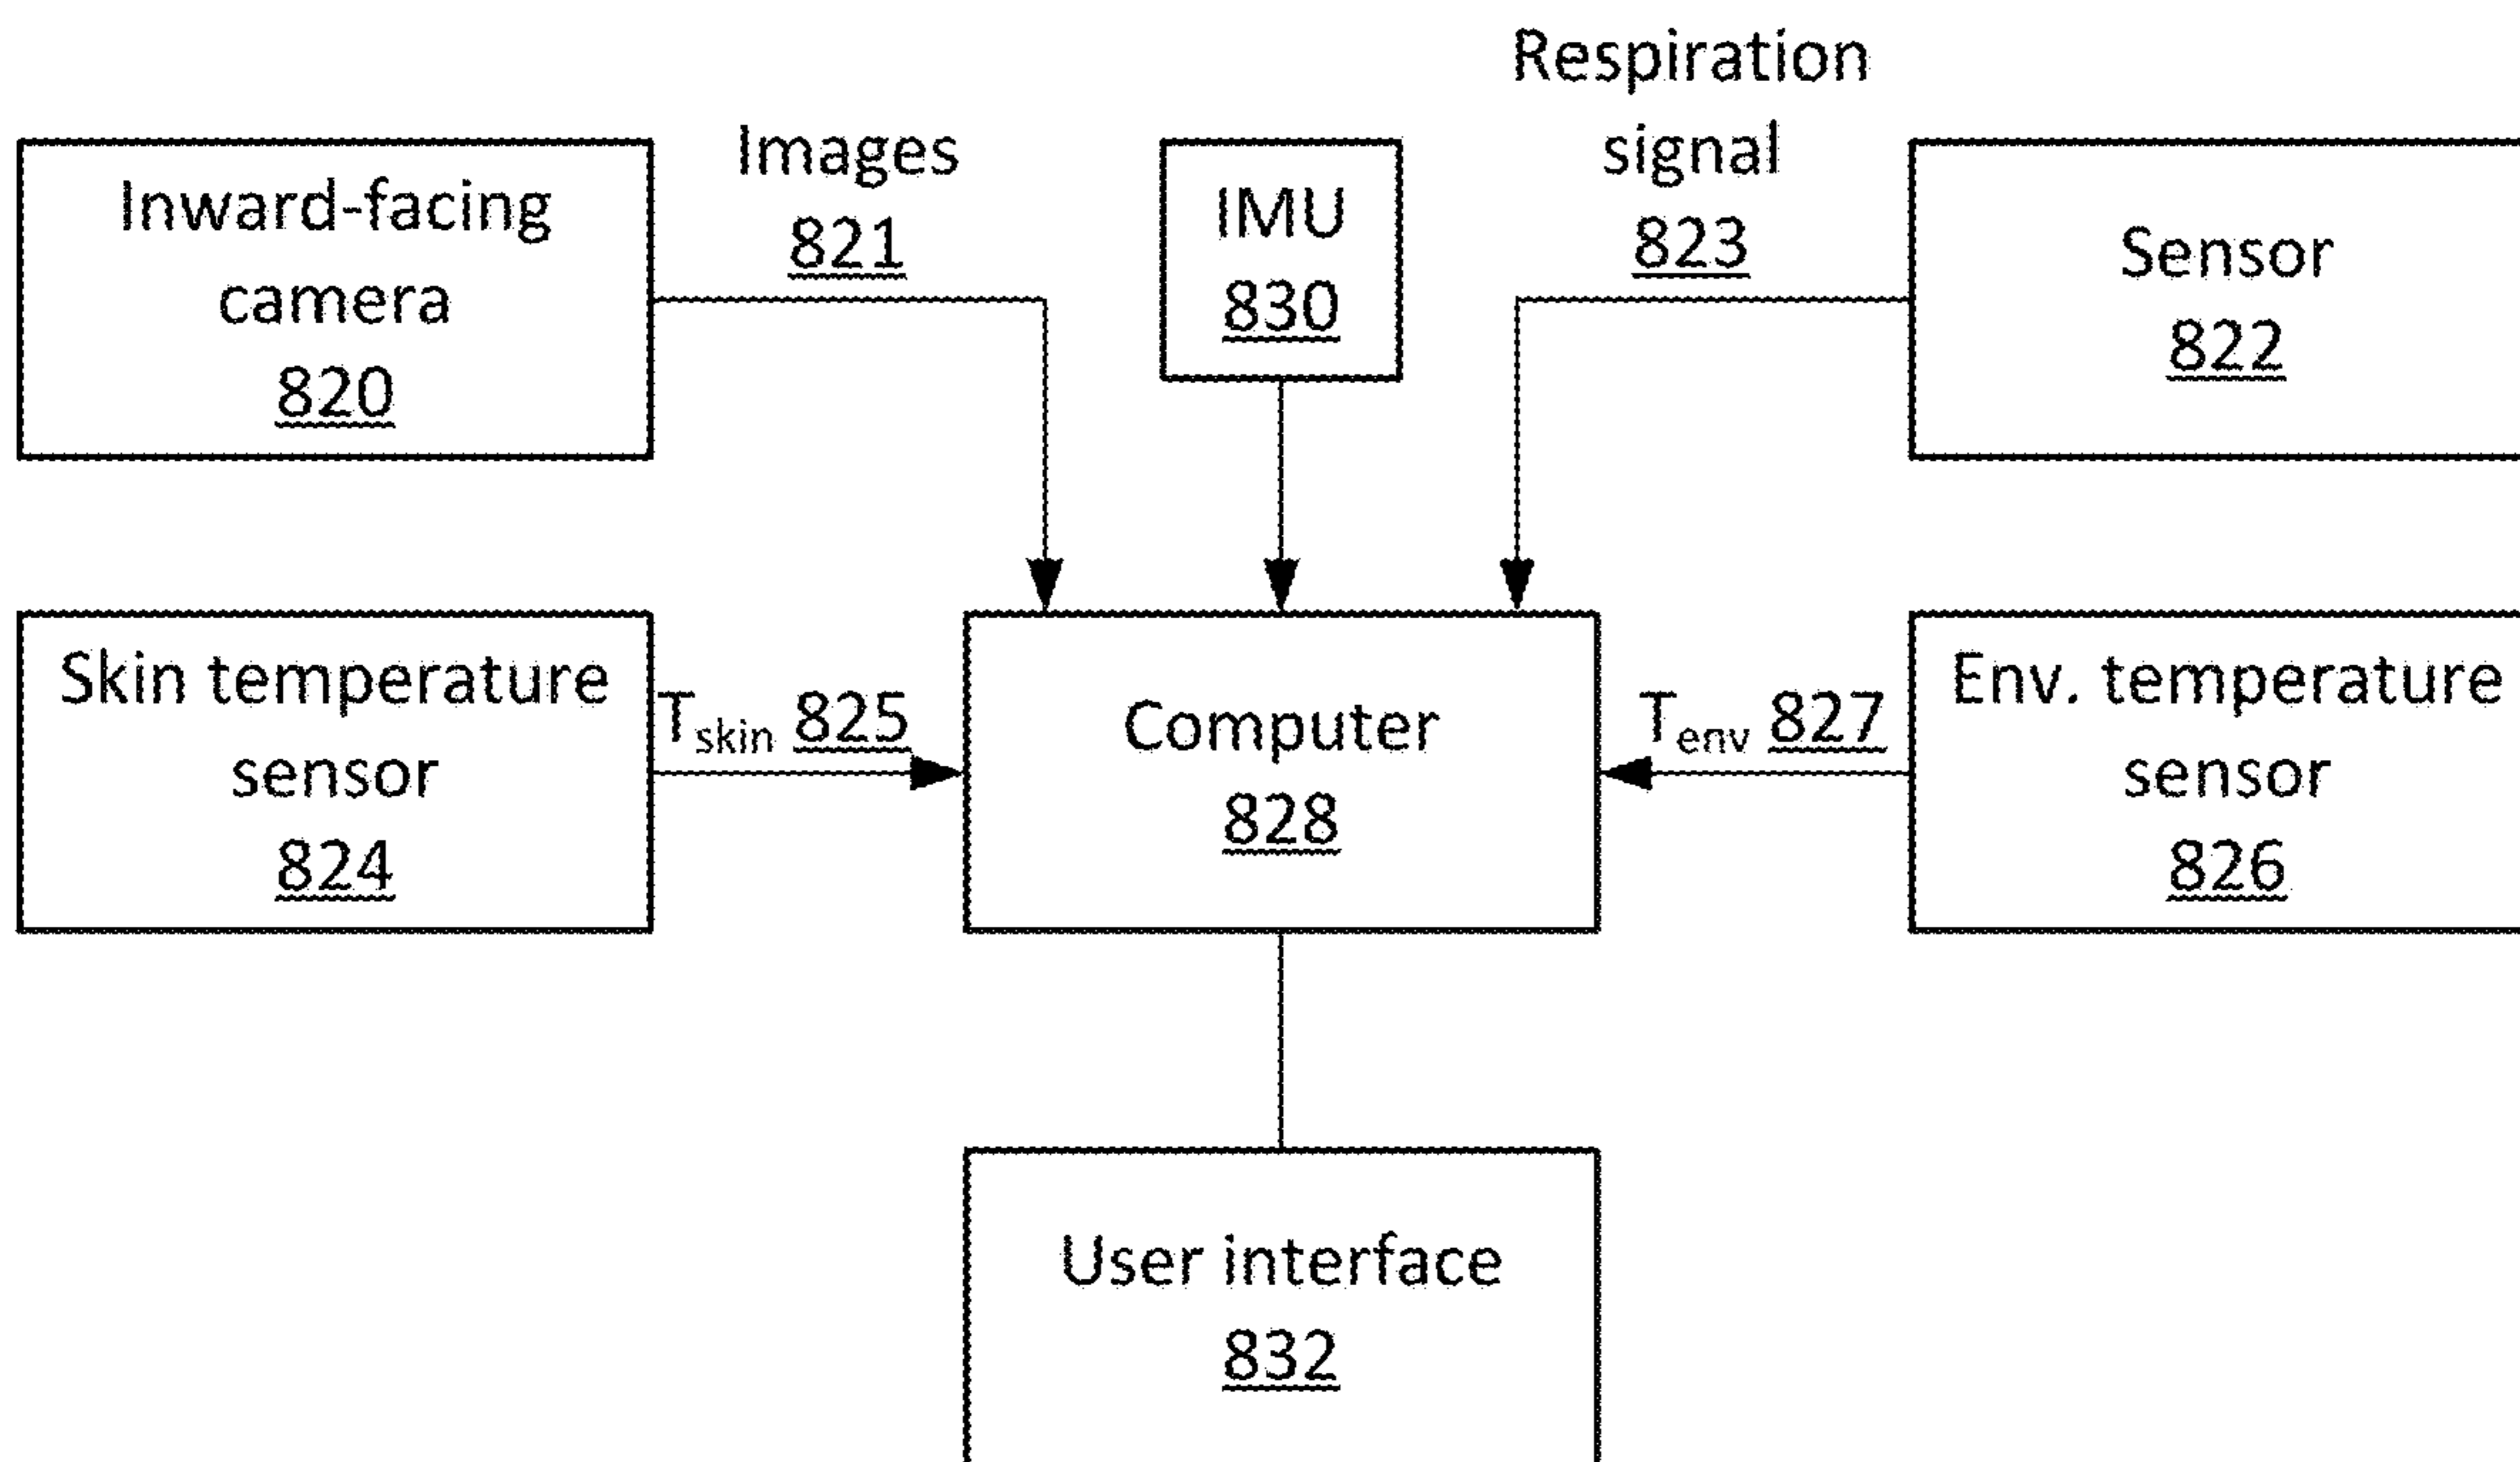 Inward-facing
camera
820
Images
821
IMU
830
Respiration
signal
823
Sensor
822
Skin temperature
sensor
824
Tskin 825
Computer
828
Tenv 827
Env. temperature
sensor
826
User interface
832